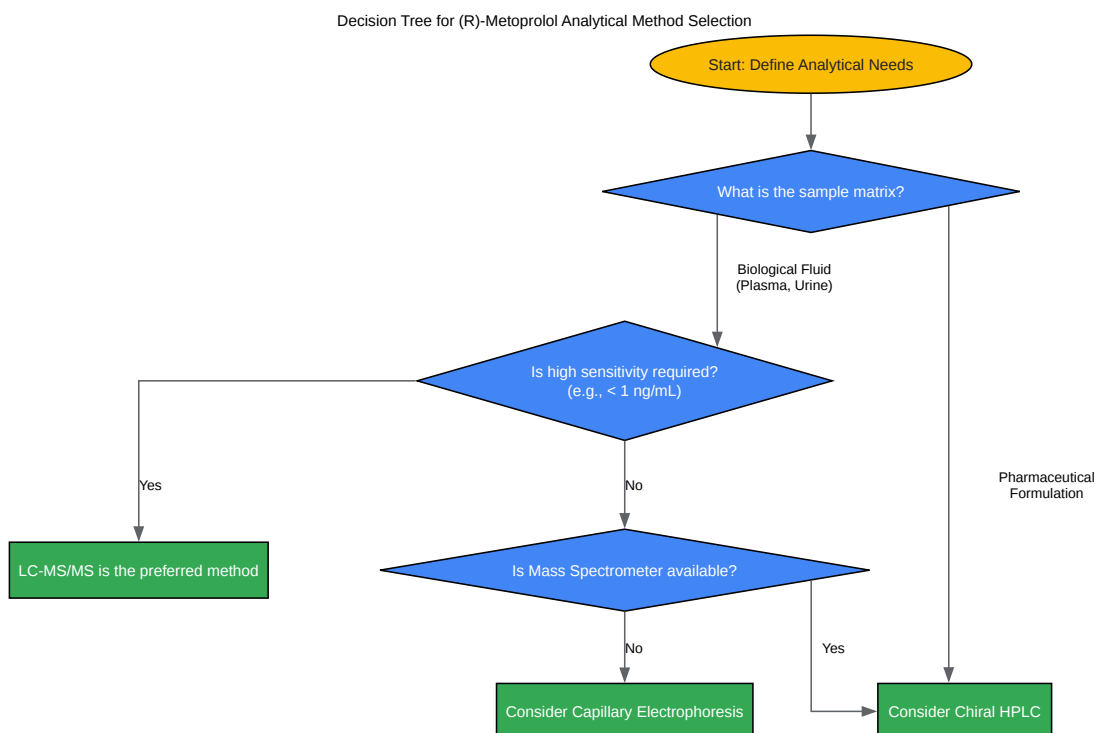 Decision Tree for (R)-Metoprolol Analytical Method Selection
Start: Define Analytical Needs
What is the sample matrix?
Biological Fluid
(Plasma, Urine)
Is high sensitivity required?
(e.g., < 1 ng/mL)
Pharmaceutical
Formulation
Yes
No
LC-MS/MS is the preferred method
Is Mass Spectrometer available?
No
Yes
Consider Capillary Electrophoresis
Consider Chiral HPLC